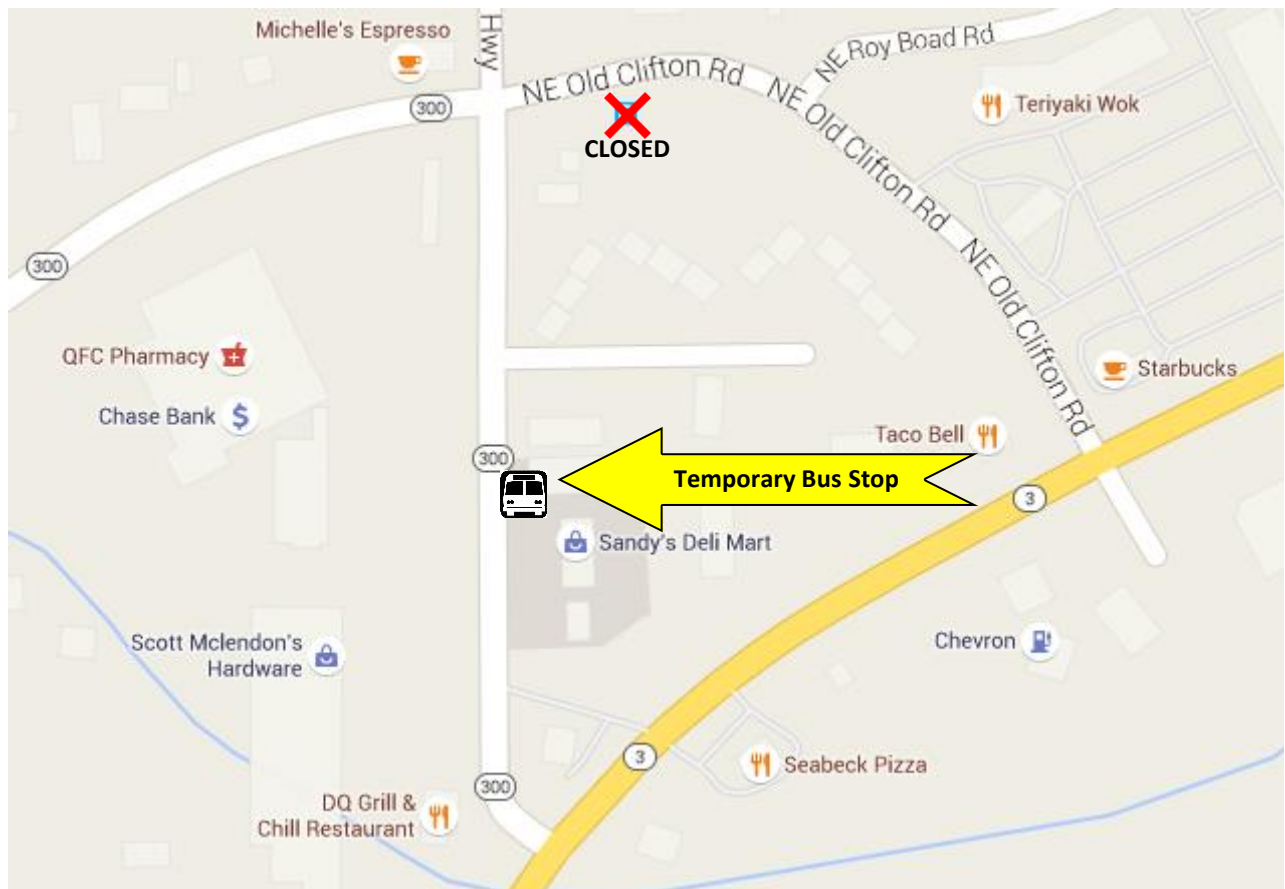 Michelle's Espresso
Hwy
NE Old Clifton Rd
NE Roy Boad Rd
300
CLOSED
NE Old Clifton Rd
Teriyaki Wok
300
NE Old Clifton Rd
QFC Pharmacy
Starbucks
Chase Bank
$
Taco Bell
300
Temporary Bus Stop
3
Sandy's Deli Mart
Scott Mclendon's
Hardware
Chevron
3
Seabeck Pizza
300
DQ Grill &
Chill Restaurant